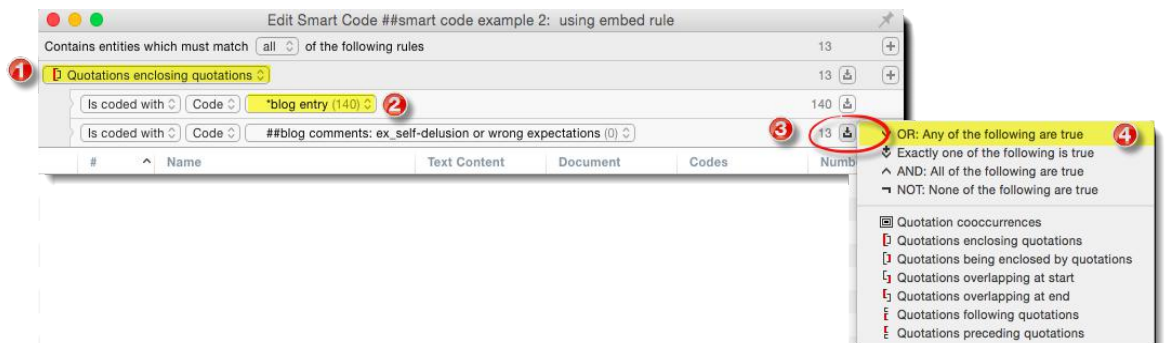 Edit Smart Code ##smart code example 2: using embed rule
Contains entities which must match all of the following rules 13
1 Quotations enclosing quotations 13
Is coded with Code *blog entry (140) 2 140
Is coded with Code ##blog comments: ex_self-delusion or wrong expectations (0) 3 13
# Name Text Content Document Codes Numb
OR: Any of the following are true 4
Exactly one of the following is true
AND: All of the following are true
NOT: None of the following are true
Quotation cooccurrences
Quotations enclosing quotations
Quotations being enclosed by quotations
Quotations overlapping at start
Quotations overlapping at end
Quotations following quotations
Quotations preceding quotations